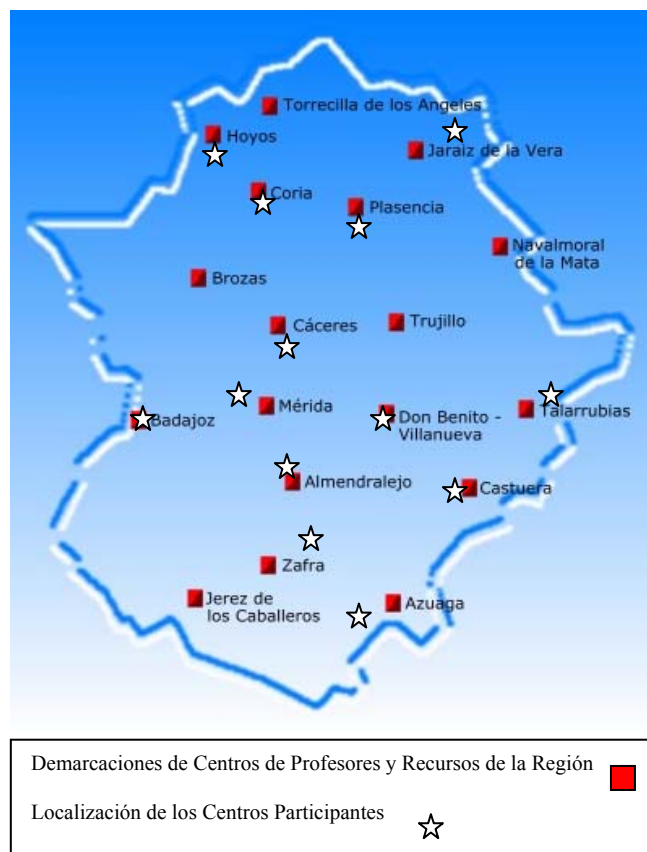 Torrecilla de los Angeles
Hoyos
Jaraiz de la Vera
Coria
Plasencia
Navalmoral
de la Mata
Brozas
Cáceres
Trujillo
Mérida
Badajoz
Don Benito -
Villanueva
Talarrubias
Almendralejo
Castuera
Zafra
Jerez de
los Caballeros
Azuaga
Demarcaciones de Centros de Profesores y Recursos de la Región
Localización de los Centros Participantes